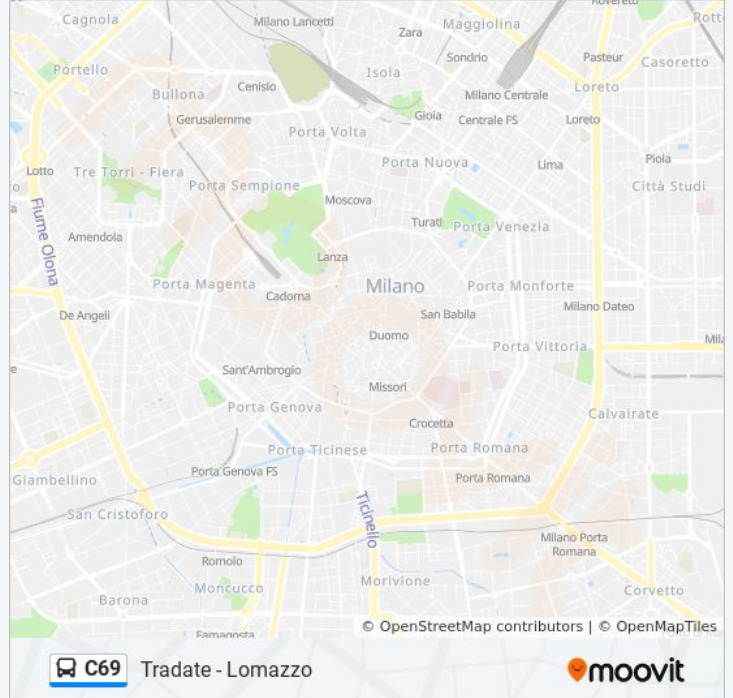 Rovereto
Cagnola
Milano Lancetti
Maggiolina
Zara
Sondrio
Pasteur
Casoretto
Portello
Isola
Bullona
Cenisio
Milano Centrale
Loreto
Gerusalemme
Gioia
Centrale FS
Loreto
Porta Volta
Lotto
Tre Torri - Fiera
Porta Nuova
Lima
Piola
Porta Sempione
Città Studi
Moscova
Fiume Olona
Turati
Porta Venezia
Amendola
Lanza
Porta Magenta
Cadorna
Milano
Porta Monforte
De Angeli
San Babila
Milano Dateo
Duomo
Porta Vittoria
Sant'Ambrogio
Missori
Porta Genova
Crocetta
Calvairate
Porta Ticinese
Porta Romana
Giambellino
Porta Genova FS
Porta Romana
San Cristoforo
Ticinello
Milano Porta
Romana
Romolo
Moncucco
Morivione
Corvetto
Barona
Famagosta
© OpenStreetMap contributors | © OpenMapTiles
C69 Tradate - Lomazzo
moovit